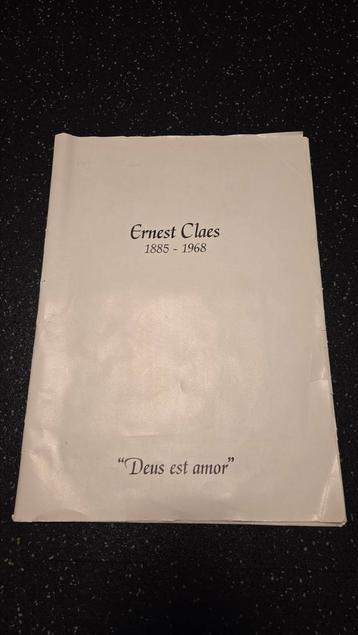 Ernest Claes
1885 - 1968
“Deus est amor”